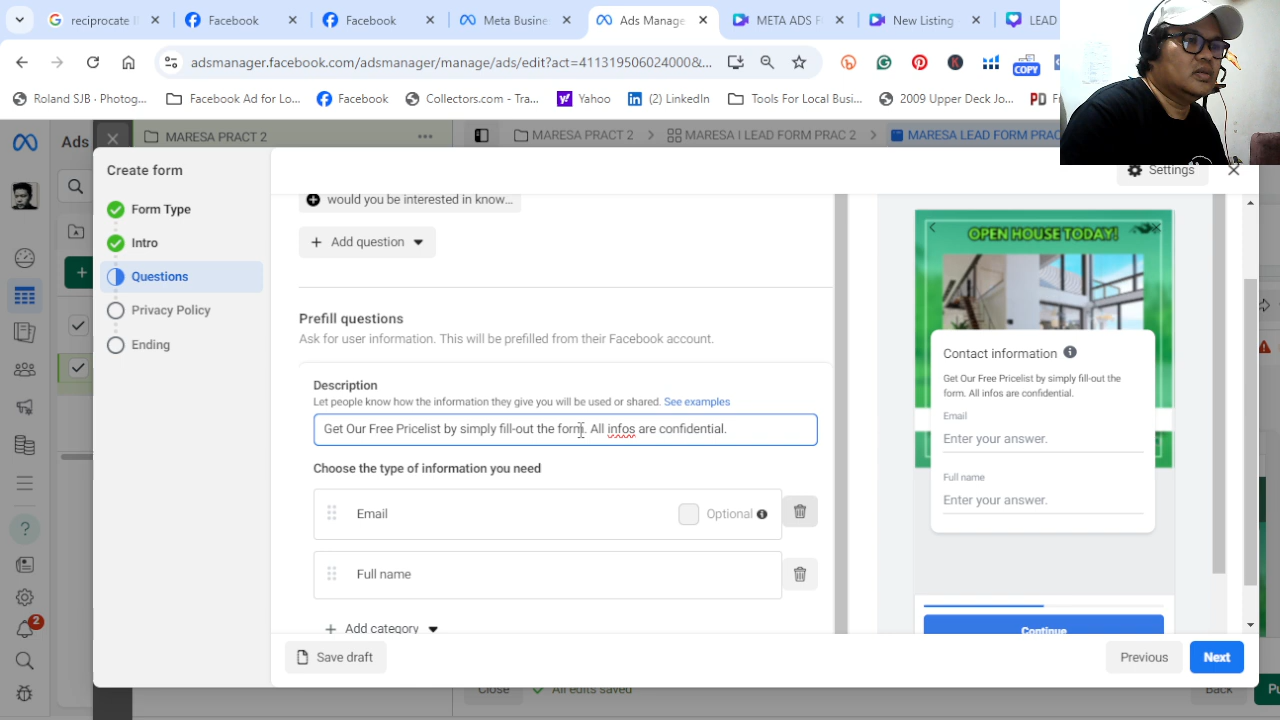 reciprocate l
Facebook
Facebook
Meta Busine
Ads Manager
META ADS F
New Listing
LEAD
adsmanager.facebook.com/adsmanager/manage/ads/edit?act=4113195060240000&...
COPY
Roland SJB - Photog...
Facebook Ad for Lo...
Facebook
Collectors.com - Tra...
Yahoo
(2) LinkedIn
Tools For Local Busi...
2009 Upper Deck Jo...
PD
Ads
MARESA PRACT 2
MARESA PRACT 2
MARESA I LEAD FORM PRAC 2
MARESA LEAD FORM PRAC
Create form
Settings
Form Type
Intro
Questions
Privacy Policy
Ending
would you be interested in know...
+ Add question
Prefill questions
Ask for user information. This will be prefilled from their Facebook account.
Description
Let people know how the information they give you will be used or shared. See examples
Get Our Free Pricelist by simply fill-out the form. All infos are confidential.
Choose the type of information you need
Email
Optional
Full name
+ Add category
OPEN HOUSE TODAY!
Contact information
Get Our Free Pricelist by simply fill-out the
form. All infos are confidential.
Email
Enter your answer.
Full name
Enter your answer.
Continue
Save draft
Previous
Next
2
Close
All edits saved
Back
Pu